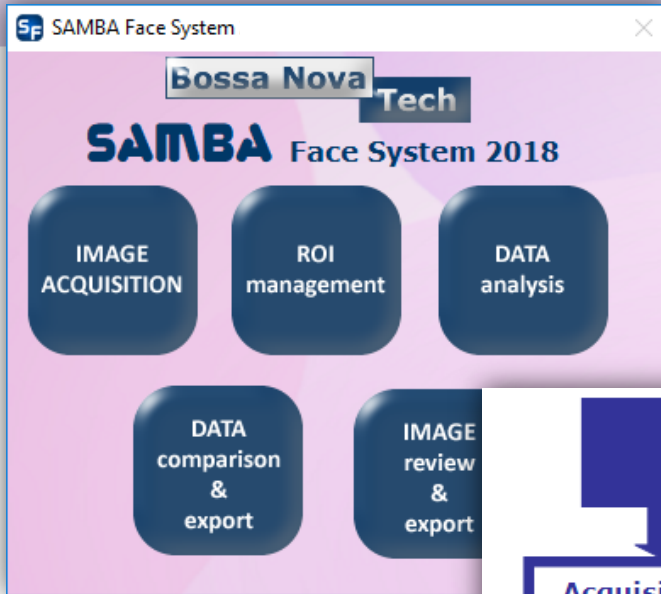 SAMBA Face System
Bossa Nova
Tech
SAMBA Face System 2018
IMAGE
ACQUISITION
ROI
management
DATA
analysis
DATA
comparison
&
export
IMAGE
review
&
export